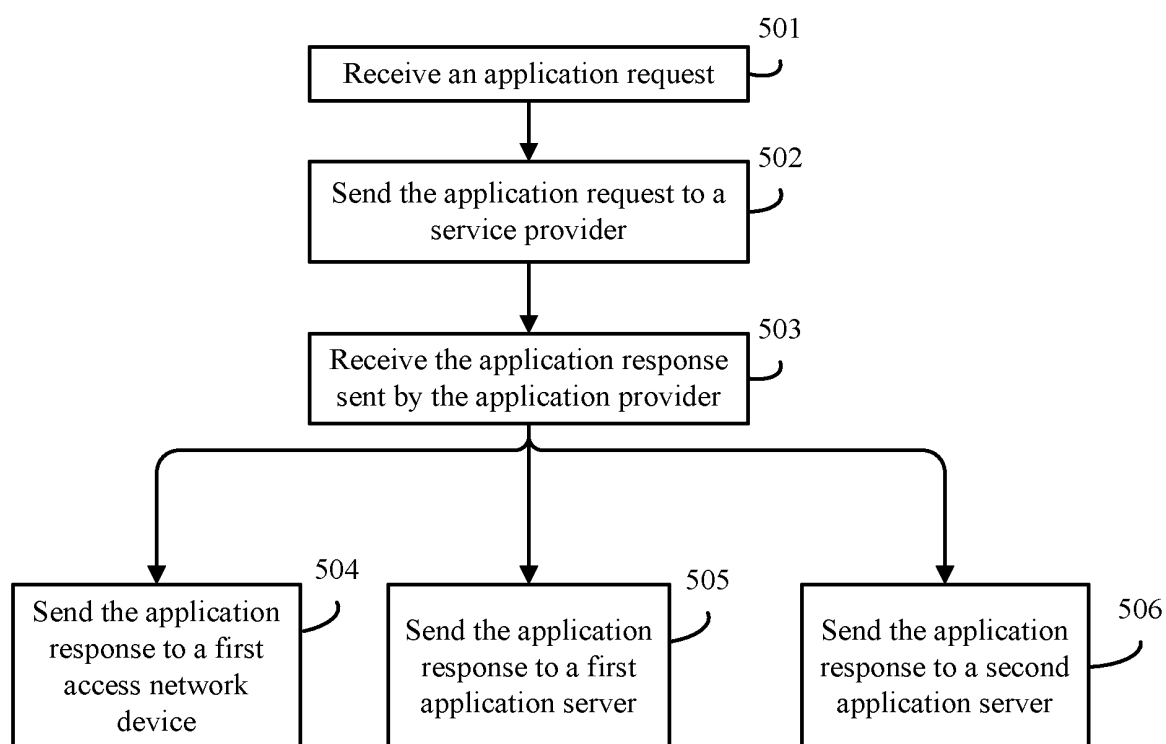 501
Receive an application request
502
Send the application request to a
service provider
503
Receive the application response
sent by the application provider
504
Send the application
response to a first
access network
device
505
Send the application
response to a first
application server
506
Send the application
response to a second
application server